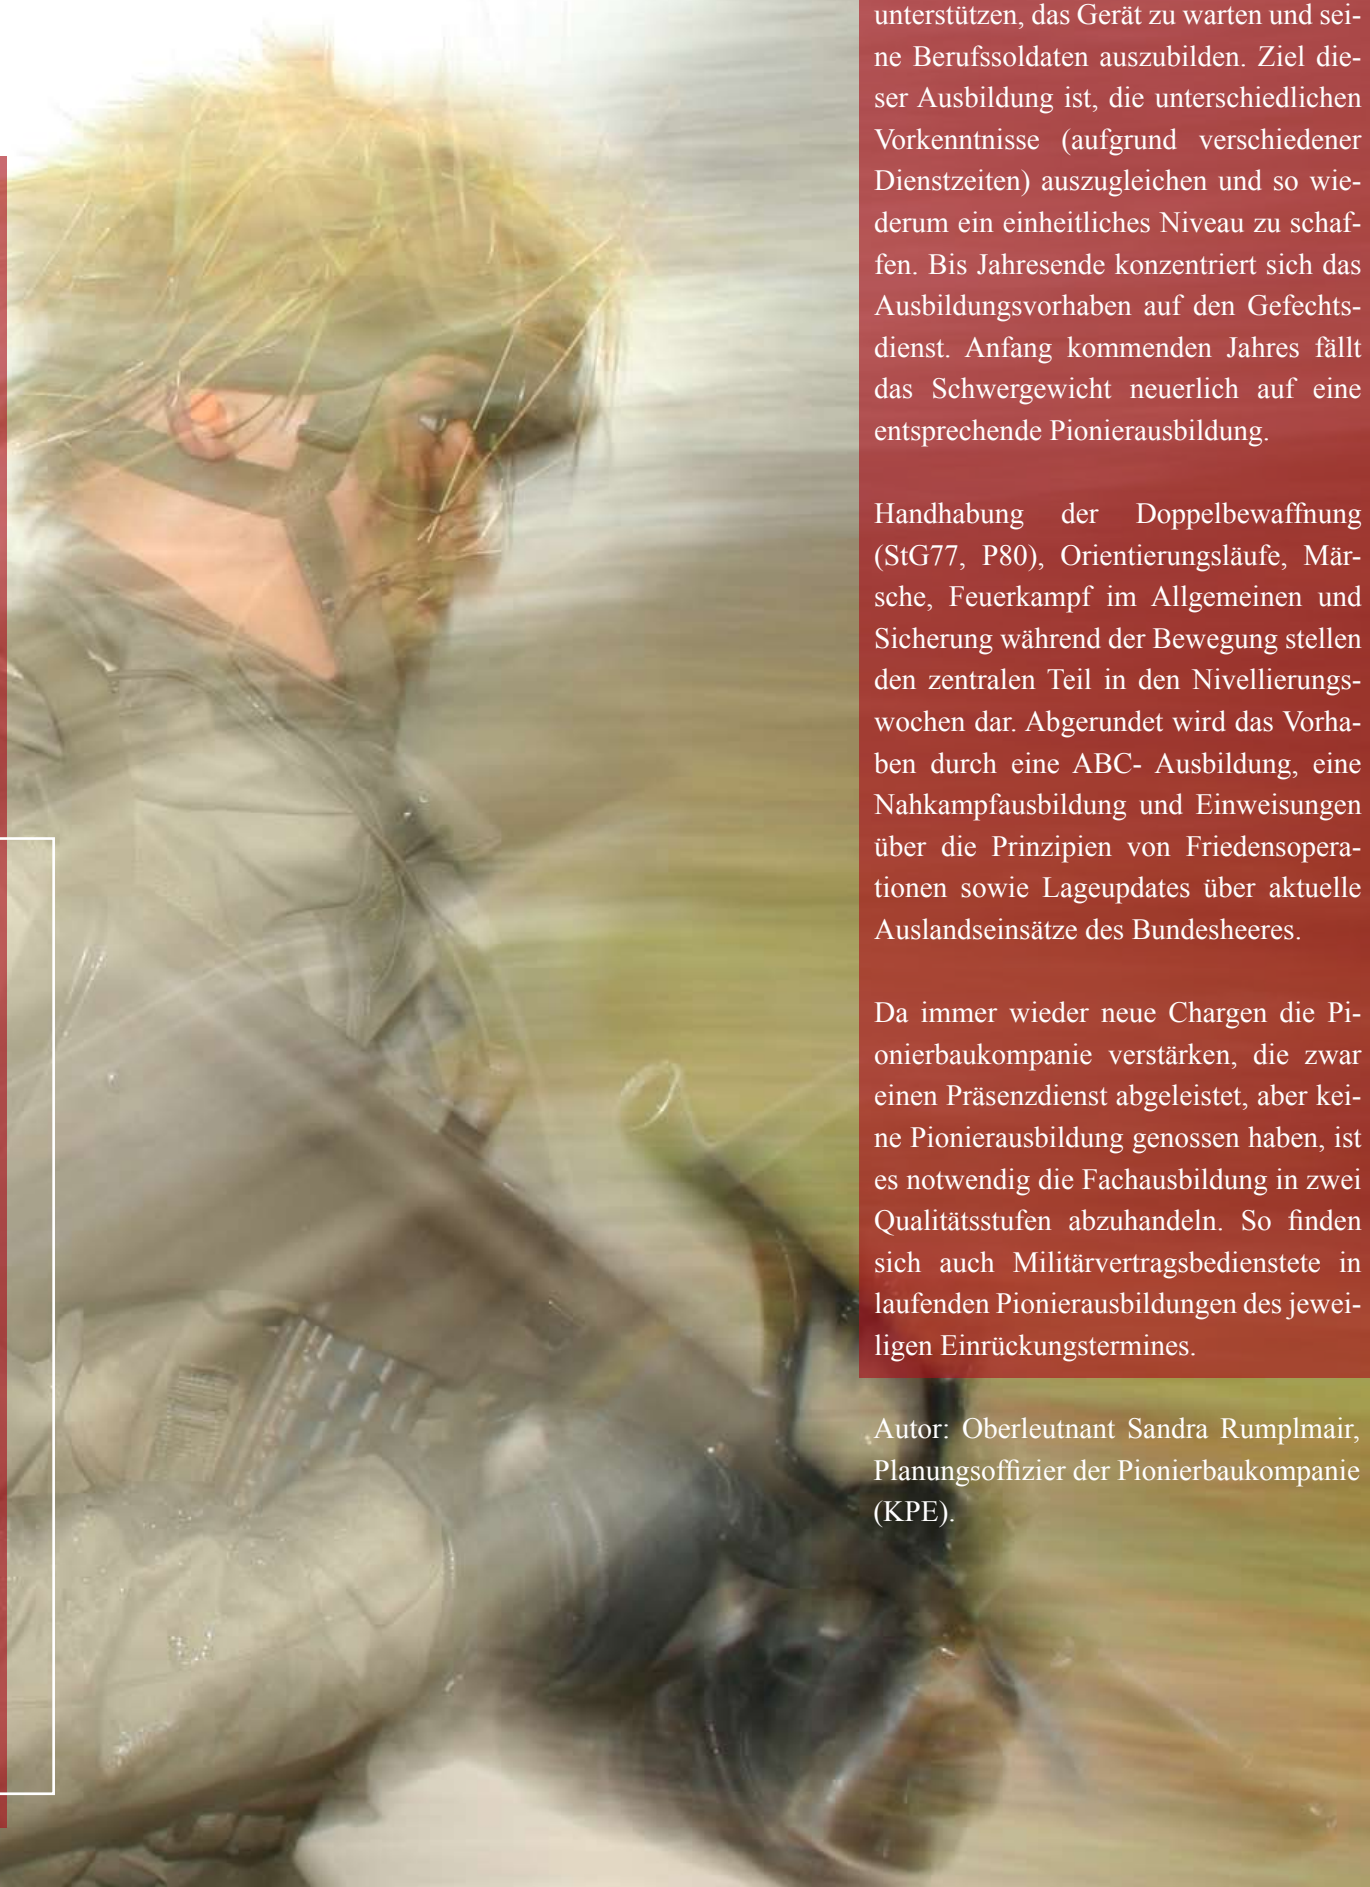 unterstützen, das Gerät zu warten und sei-
ne Berufssoldaten auszubilden. Ziel die-
ser Ausbildung ist, die unterschiedlichen
Vorkenntnisse (aufgrund verschiedener
Dienstzeiten) auszugleichen und so wie-
derum ein einheitliches Niveau zu schaf-
fen. Bis Jahresende konzentriert sich das
Ausbildungsvorhaben auf den Gefechts-
dienst. Anfang kommenden Jahres fällt
das Schwergewicht neuerlich auf eine
entsprechende Pionierausbildung.

Handhabung der Doppelbewaffnung
(StG77, P80), Orientierungsläufe, Mär-
sche, Feuerkampf im Allgemeinen und
Sicherung während der Bewegung stellen
den zentralen Teil in den Nivellierungs-
wochen dar. Abgerundet wird das Vorha-
ben durch eine ABC- Ausbildung, eine
Nahkampfausbildung und Einweisungen
über die Prinzipien von Friedensopera-
tionen sowie Lageupdates über aktuelle
Auslandseinsätze des Bundesheeres.

Da immer wieder neue Chargen die Pi-
onierbaukompanie verstärken, die zwar
einen Präsenzdienst abgeleistet, aber kei-
ne Pionierausbildung genossen haben, ist
es notwendig die Fachausbildung in zwei
Qualitätsstufen abzuhandeln. So finden
sich auch Militärvertragsbedienstete in
laufenden Pionierausbildungen des jewei-
ligen Einrückungstermines.

Autor: Oberleutnant Sandra Rumplmair,
Planungsoffizier der Pionierbaukompanie
(KPE).